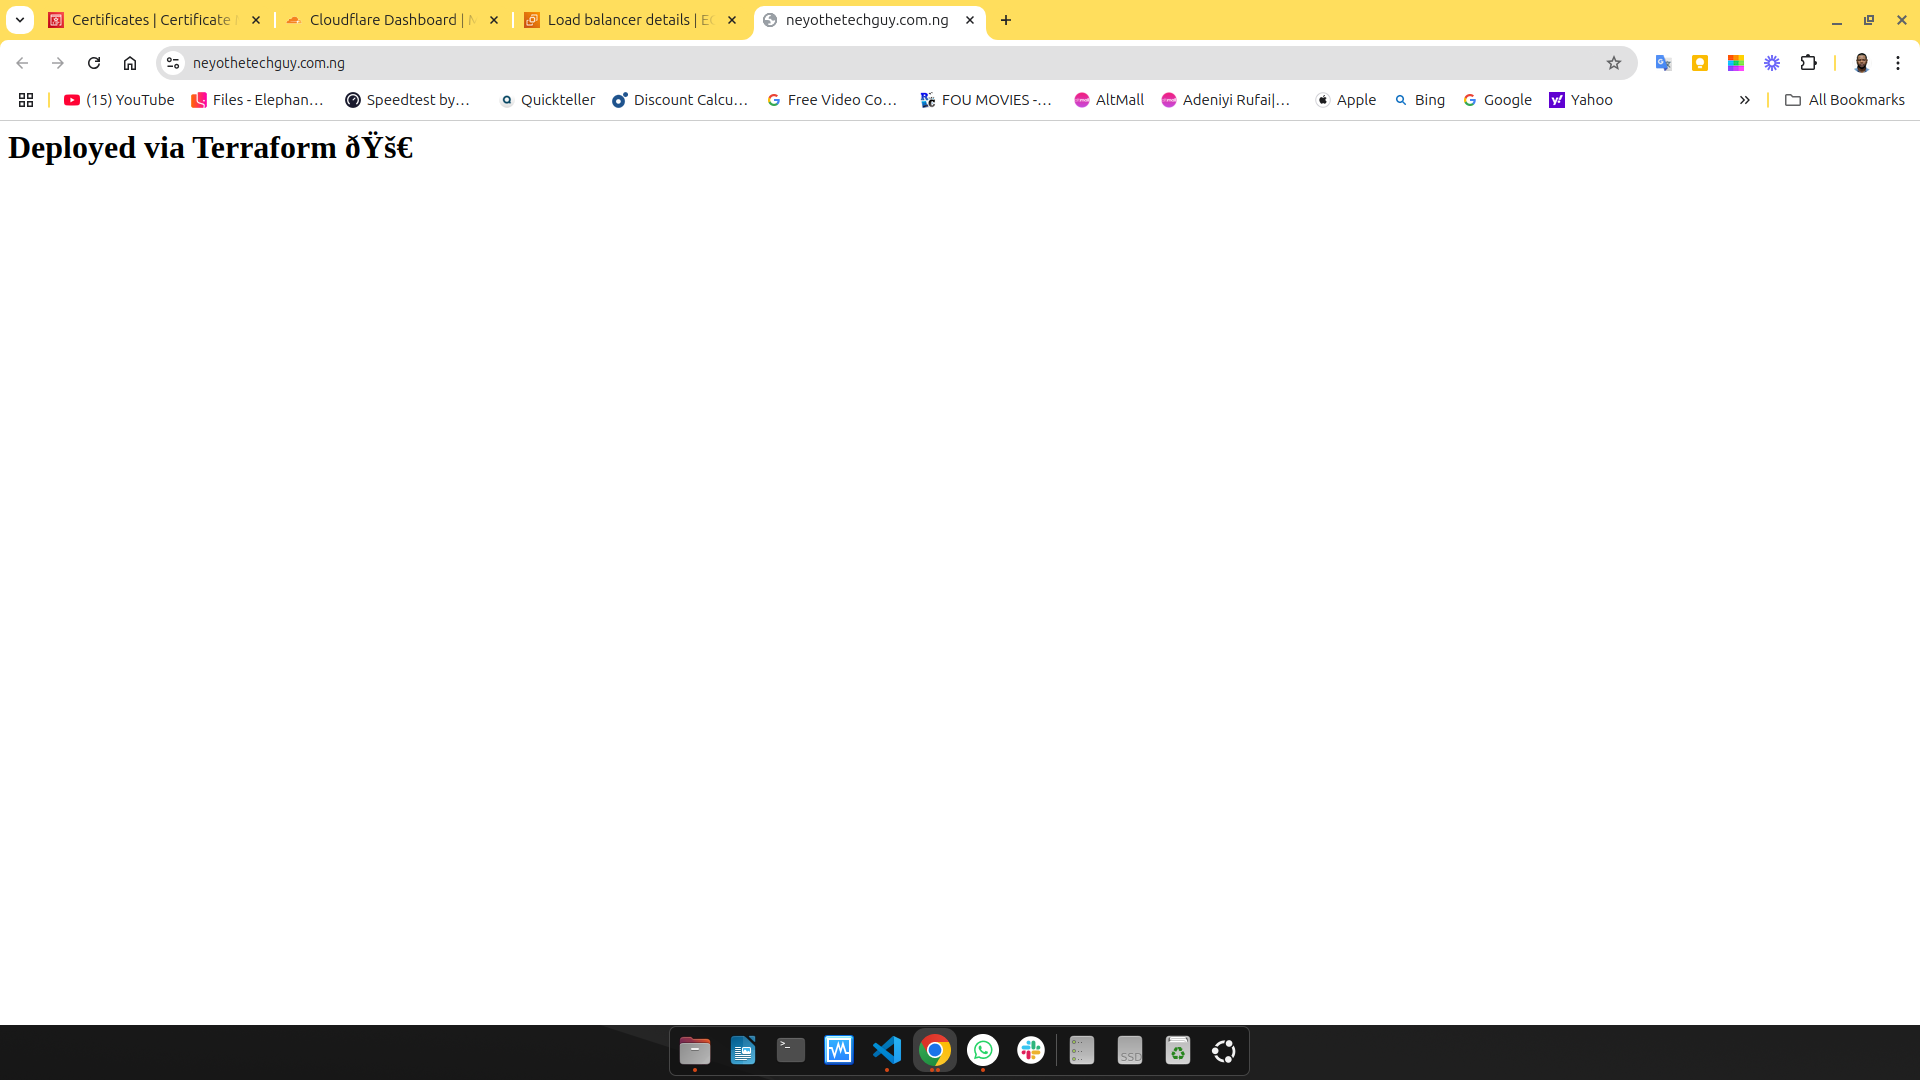 Certificates | Certificate
Cloudflare Dashboard |
Load balancer details | EC
neyothetechguy.com.ng
neyothetechguy.com.ng
(15) YouTube
Files - Elephan...
Speedtest by...
Quickteller
Discount Calcu...
Free Video Co...
FOU MOVIES -...
AltMall
Adeniyi Rufai|...
Apple
Bing
Google
Yahoo
All Bookmarks
Deployed via Terraform ðŸš€
SSD